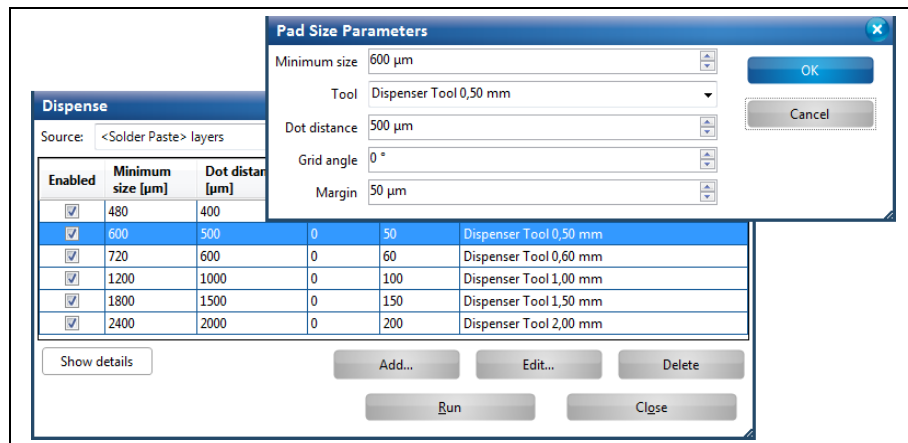 Pad Size Parameters
Minimum size 600 µm
OK
Tool Dispenser Tool 0,50 mm
Cancel
Dot distance 500 µm
Grid angle 0 °
Margin 50 µm
Dispense
Source: <Solder Paste> layers
Enabled Minimum size [µm] Dot distan [µm]
480 400
600 500 0 50 Dispenser Tool 0,50 mm
720 600 0 60 Dispenser Tool 0,60 mm
1200 1000 0 100 Dispenser Tool 1,00 mm
1800 1500 0 150 Dispenser Tool 1,50 mm
2400 2000 0 200 Dispenser Tool 2,00 mm
Show details Add... Edit... Delete
Run Close